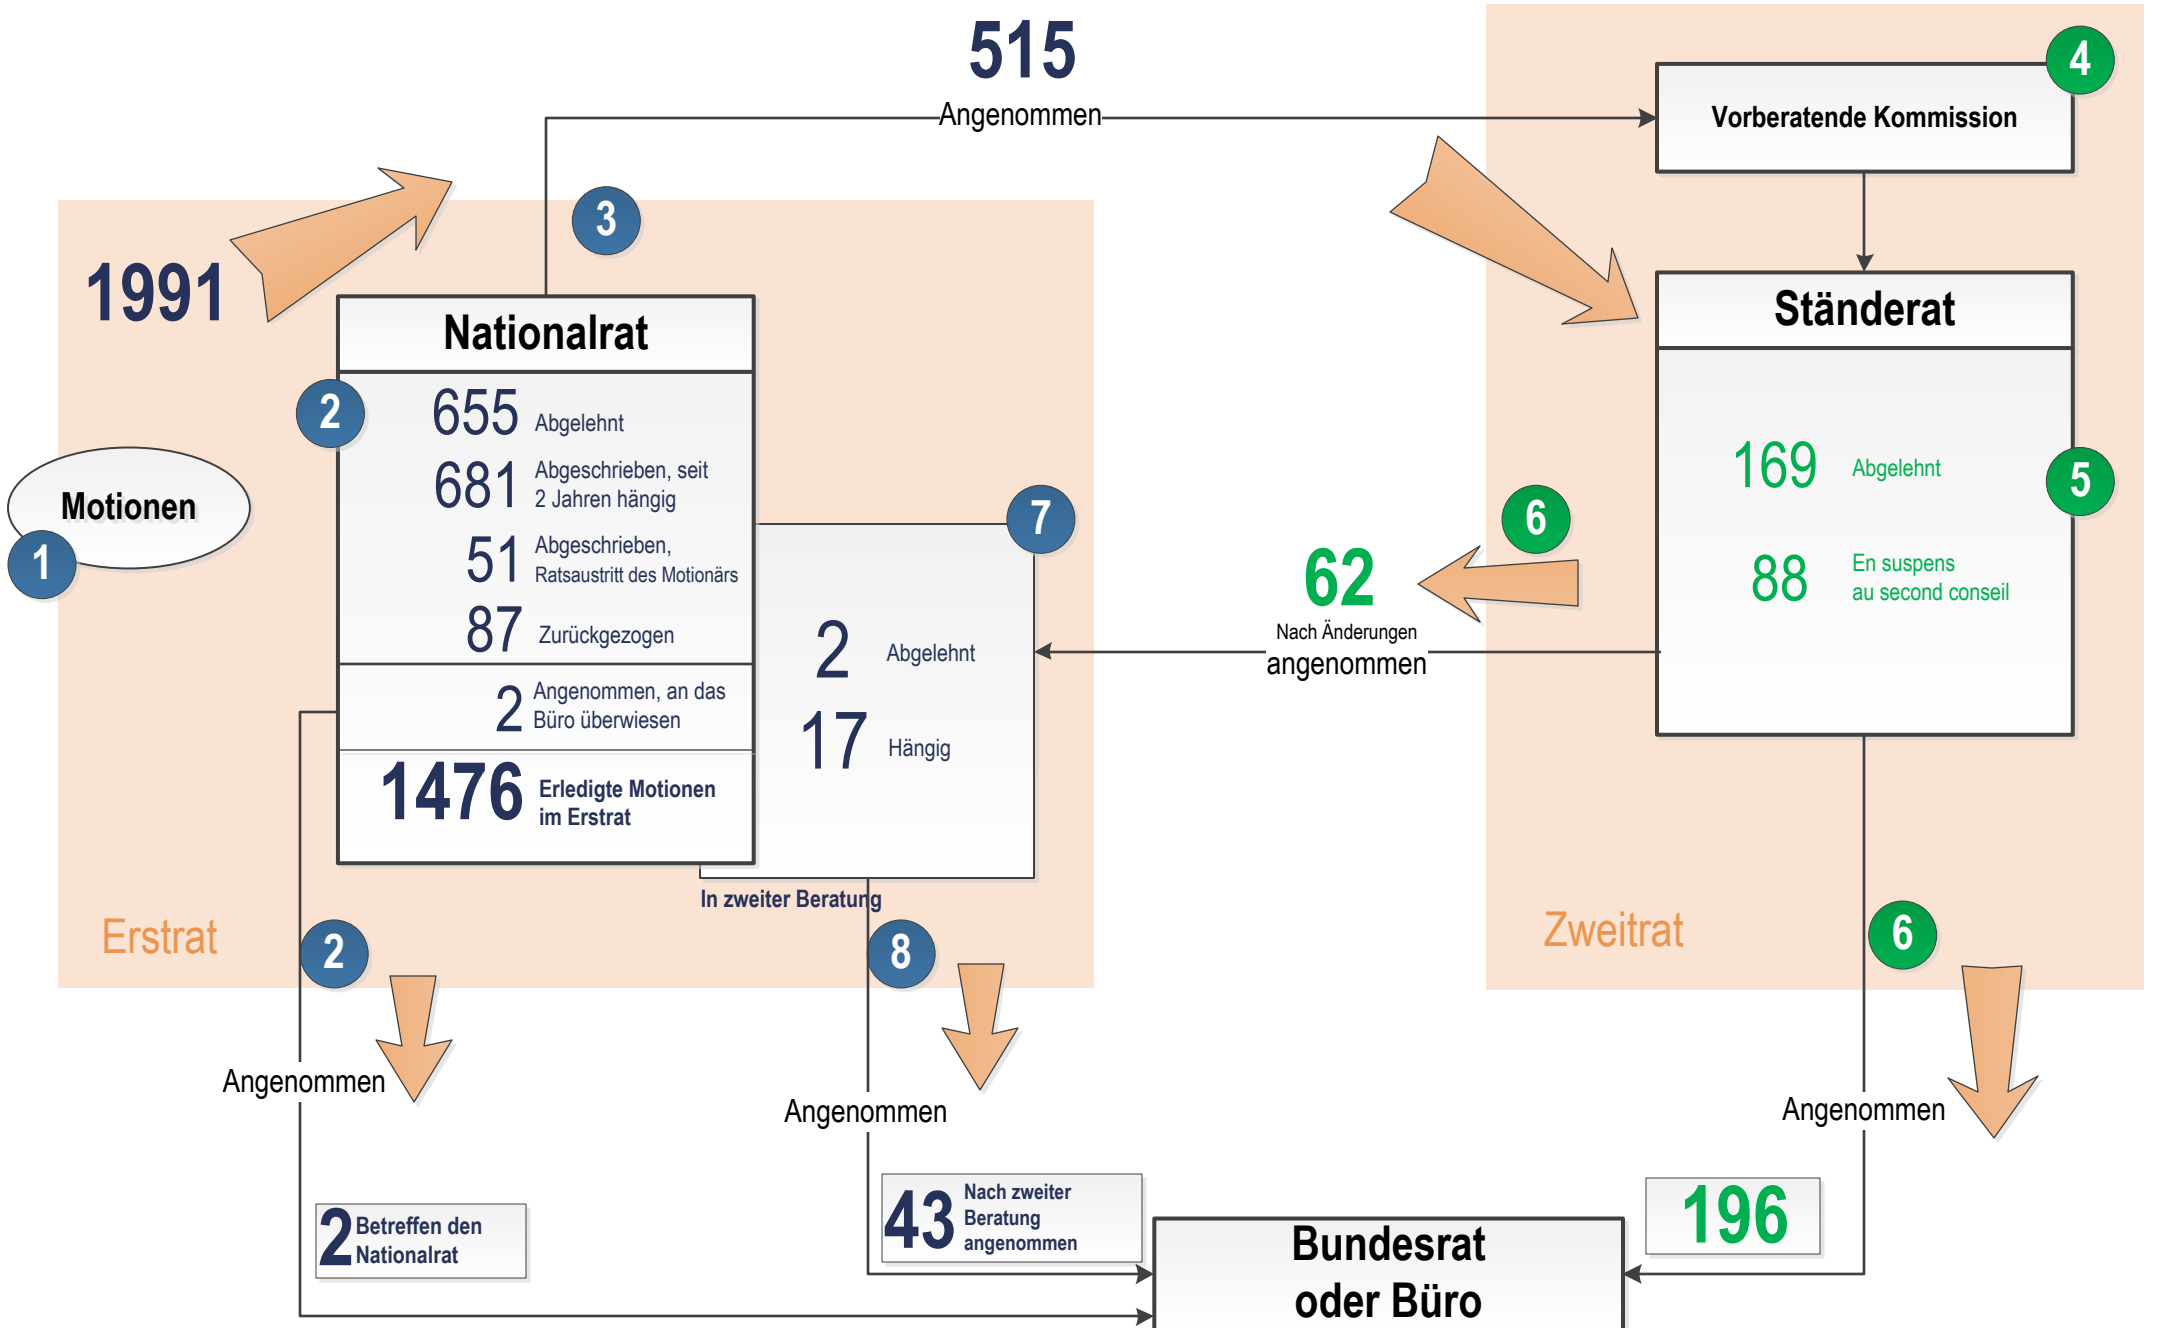 515
Angenommen
4
Vorberatende Kommission
3
1991
Nationalrat
2
655 Abgelehnt
681 Abgeschrieben, seit
2 Jahren hängig
51 Abgeschrieben,
Ratsaustritt des Motionärs
87 Zurückgezogen
2 Angenommen, an das
Büro überwiesen
1476 Erledigte Motionen
im Erstrat
Motionen
1
7
2 Abgelehnt
17 Hängig
In zweiter Beratung
6
62
Nach Änderungen
angenommen
Ständerat
169 Abgelehnt
5
88 En suspens
au second conseil
Erstrat
2
8
Zweitrat
6
Angenommen
Angenommen
Angenommen
2 Betreffen den
Nationalrat
43 Nach zweiter
Beratung
angenommen
196
Bundesrat
oder Büro